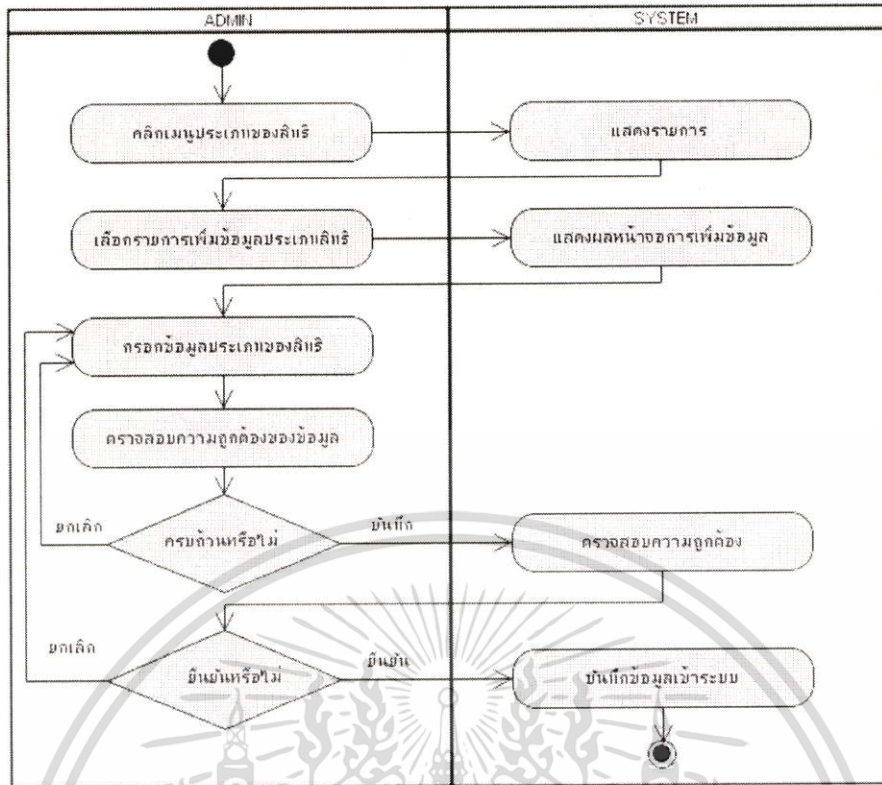 ADMIN
SYSTEM
คลิกเมนูประเภทของสิทธิ
แสดงรายการ
เลือกรายการเพิ่มข้อมูลประเภทสิทธิ
แสดงผลหน้าจอการเพิ่มข้อมูล
กรอกข้อมูลประเภทของสิทธิ
ตรวจสอบความถูกต้องของข้อมูล
ยกเลิก
ครบถ้วนหรือไม่
บันทึก
ตรวจสอบความถูกต้อง
ยกเลิก
ยืนยันหรือไม่
ยืนยัน
บันทึกข้อมูลเข้าระบบ